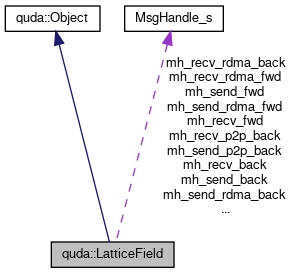 quda::Object
MsgHandle_s
mh_recv_rdma_back
mh_recv_rdma_fwd
mh_send_fwd
mh_send_rdma_fwd
mh_recv_fwd
mh_recv_p2p_back
mh_send_p2p_back
mh_recv_back
mh_send_back
mh_send_rdma_back
...
quda::LatticeField